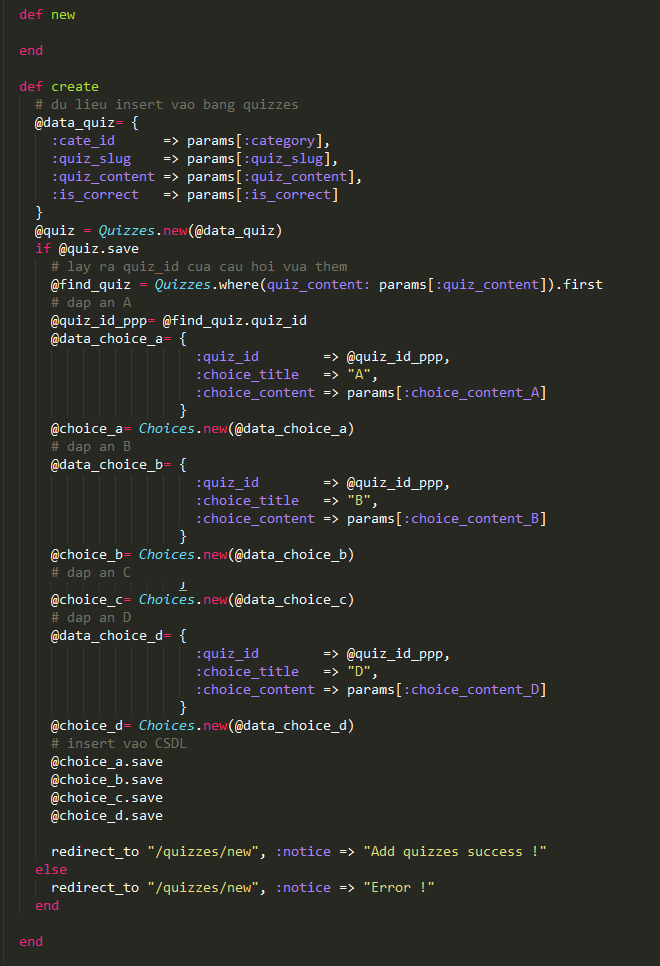 def new
end
def create
# du lieu insert vao bang quizzes
@data_quiz= {
:cate_id => params[:category],
:quiz_slug => params[:quiz_slug],
:quiz_content => params[:quiz_content],
:is_correct => params[:is_correct]
}
@quiz = Quizzes.new(@data_quiz)
if @quiz.save
# lay ra quiz_id cua cau hoi vua them
@find_quiz = Quizzes.where(quiz_content: params[:quiz_content]).first
# dap an A
@quiz_id_ppp= @find_quiz.quiz_id
@data_choice_a= {
:quiz_id => @quiz_id_ppp,
:choice_title => "A",
:choice_content => params[:choice_content_A]
}
@choice_a= Choices.new(@data_choice_a)
# dap an B
@data_choice_b= {
:quiz_id => @quiz_id_ppp,
:choice_title => "B",
:choice_content => params[:choice_content_B]
}
@choice_b= Choices.new(@data_choice_b)
# dap an C
@choice_c= Choices.new(@data_choice_c)
# dap an D
@data_choice_d= {
:quiz_id => @quiz_id_ppp,
:choice_title => "D",
:choice_content => params[:choice_content_D]
}
@choice_d= Choices.new(@data_choice_d)
# insert vao CSDL
@choice_a.save
@choice_b.save
@choice_c.save
@choice_d.save
redirect_to "/quizzes/new", :notice => "Add quizzes success !"
else
redirect_to "/quizzes/new", :notice => "Error !"
end
end